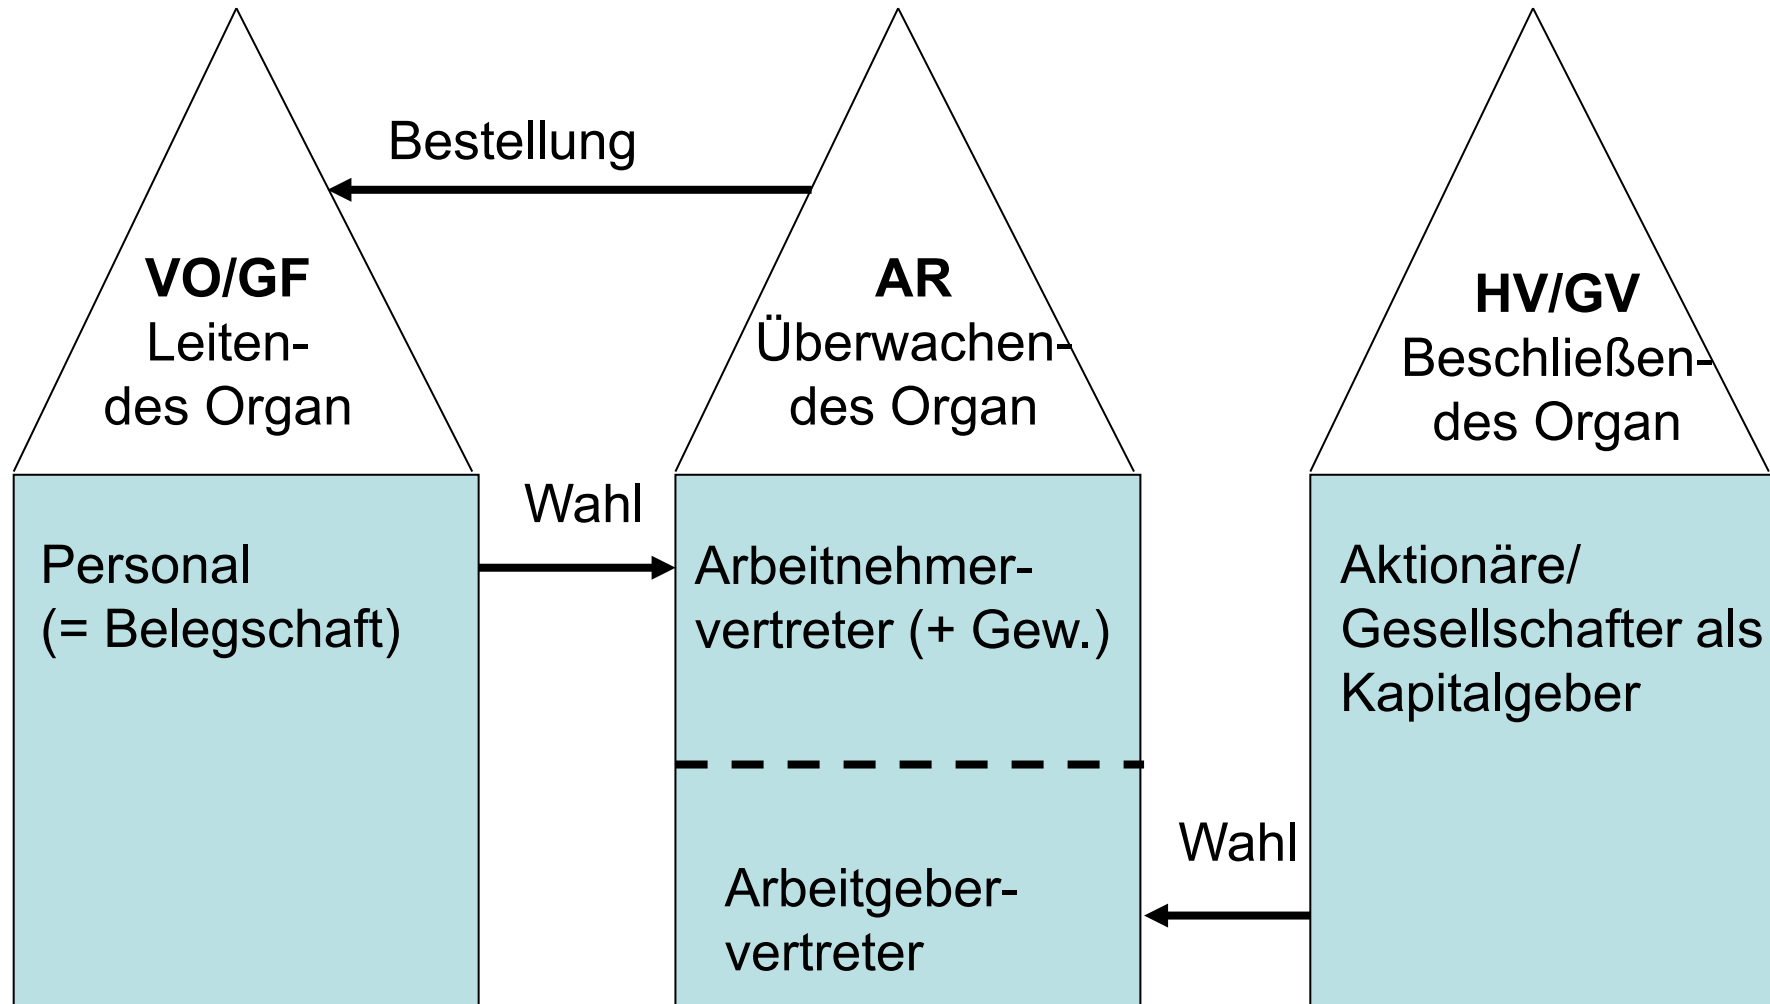 Bestellung
VO/GF
Leiten-
des Organ
AR
Überwachen-
des Organ
HV/GV
Beschließen-
des Organ
Wahl
Personal
(= Belegschaft)
Arbeitnehmer-
vertreter (+ Gew.)
Aktionäre/
Gesellschafter als
Kapitalgeber
Wahl
Arbeitgeber-
vertreter